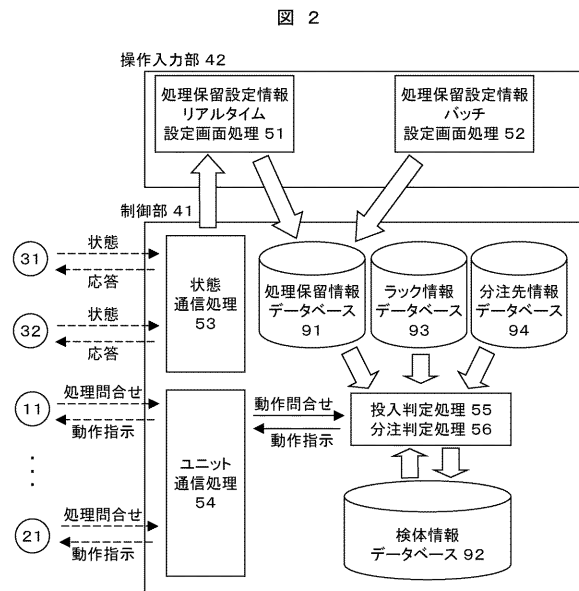 図 2
操作入力部 42
処理保留設定情報
リアルタイム
設定画面処理 51
処理保留設定情報
バッチ
設定画面処理 52
制御部 41
31
状態
応答
32
状態
応答
状態
通信処理
53
処理保留情報
データベース
91
ラック情報
データベース
93
分注先情報
データベース
94
11
処理問合せ
動作指示
21
処理問合せ
動作指示
ユニット
通信処理
54
動作問合せ
動作指示
投入判定処理 55
分注判定処理 56
検体情報
データベース 92